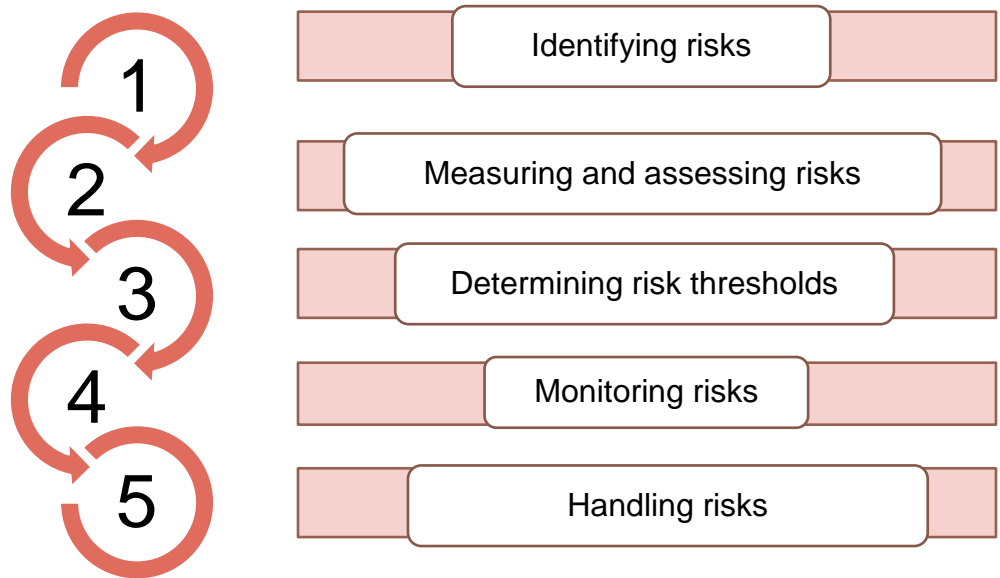 1
Identifying risks
2
Measuring and assessing risks
3
Determining risk thresholds
4
Monitoring risks
5
Handling risks